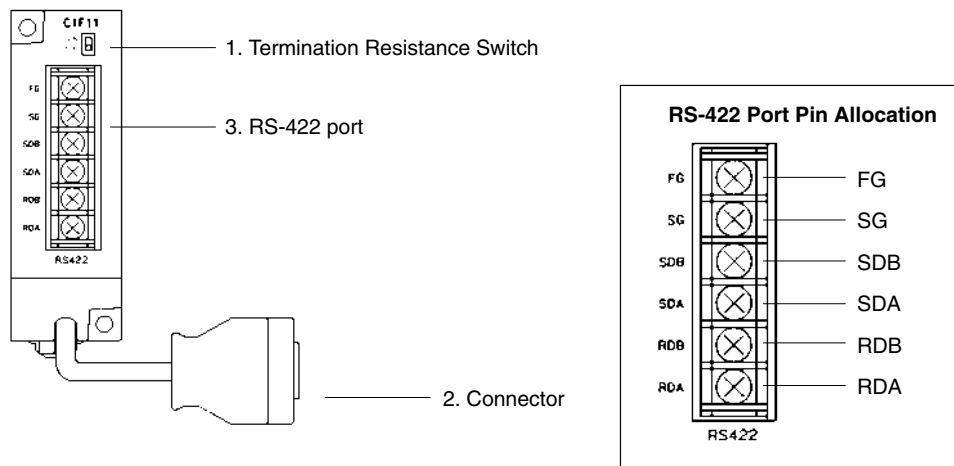 CIF11
1. Termination Resistance Switch
FG
SG
SDB
SDA
RDB
RDA
RS422
3. RS-422 port
2. Connector
RS-422 Port Pin Allocation
FG FG
SG SG
SDB SDB
SDA SDA
RDB RDB
RDA RDA
RS422